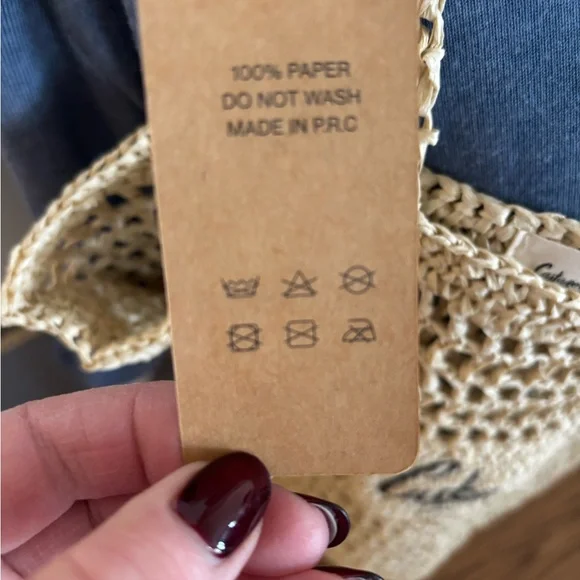 100% PAPER
DO NOT WASH
MADE IN P.R.C